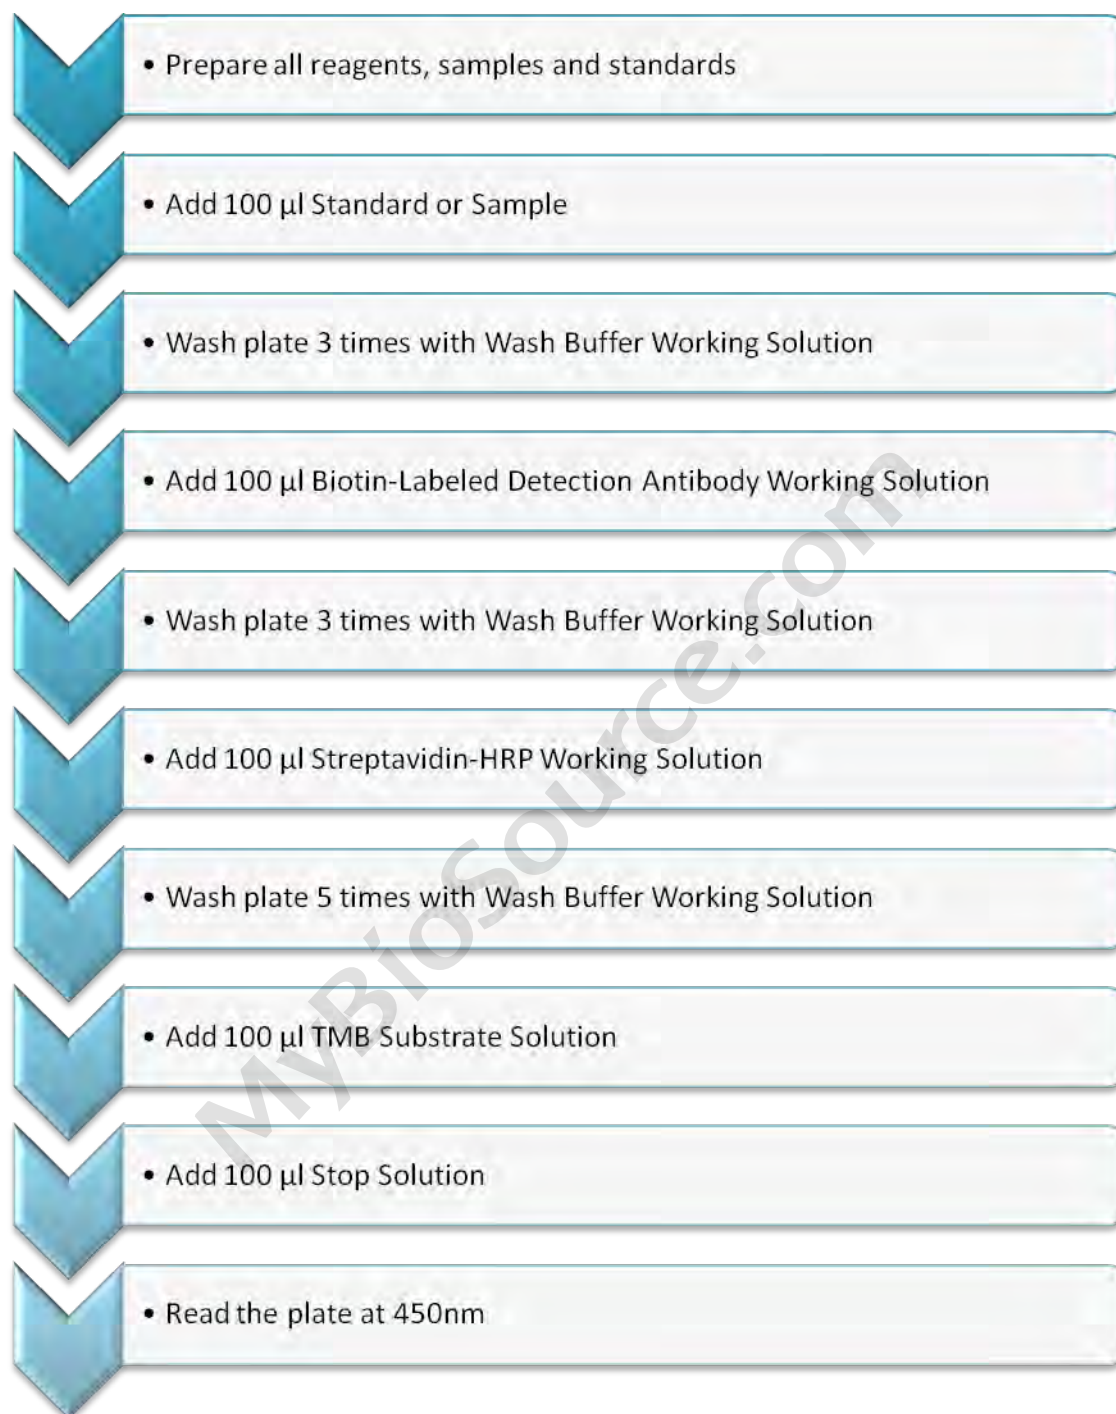 • Prepare all reagents, samples and standards
• Add 100 µl Standard or Sample
• Wash plate 3 times with Wash Buffer Working Solution
• Add 100 µl Biotin-Labeled Detection Antibody Working Solution
• Wash plate 3 times with Wash Buffer Working Solution
• Add 100 µl Streptavidin-HRP Working Solution
• Wash plate 5 times with Wash Buffer Working Solution
• Add 100 µl TMB Substrate Solution
• Add 100 µl Stop Solution
• Read the plate at 450nm
MyBioSource.com